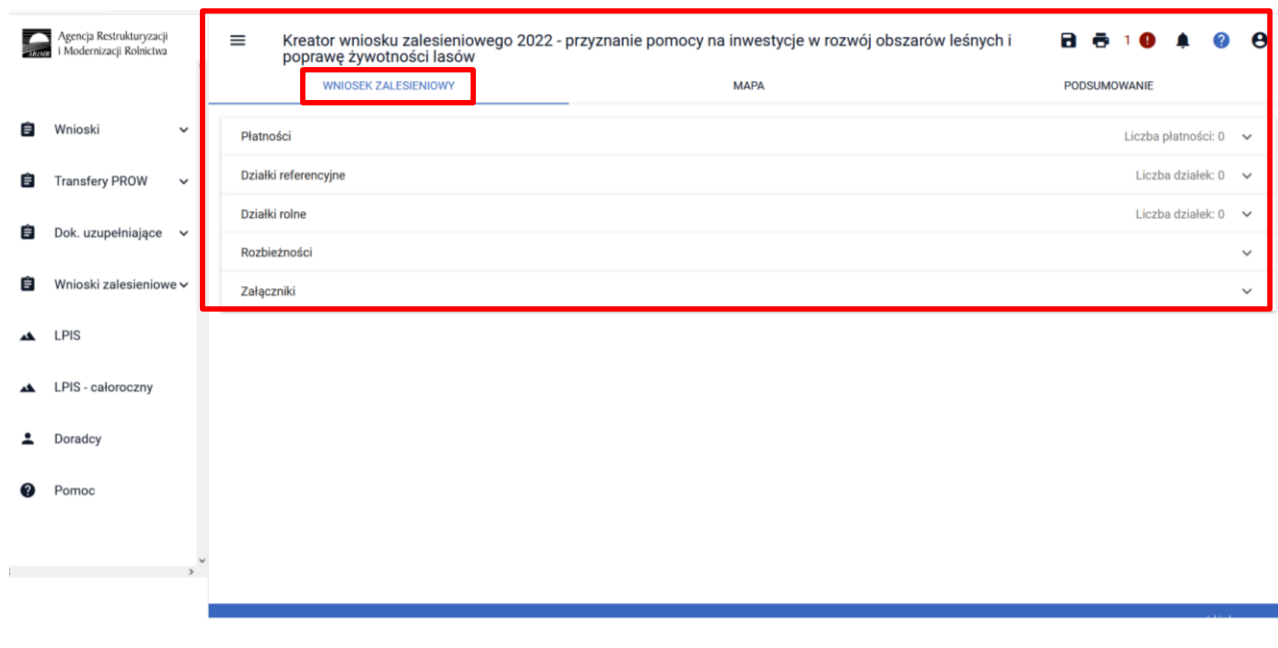 Agencja Restrukturyzacji
i Modernizacji Rolnictwa
Kreator wniosku zalesieniowego 2022 - przyznanie pomocy na inwestycje w rozwój obszarów leśnych i
poprawę żywotności lasów
1
WNIOSEK ZALESIENIOWY
MAPA
PODSUMOWANIE
Wnioski
Transfery PROW
Dok. uzupełniające
Wnioski zalesieniowe
LPIS
LPIS - całoroczny
Doradcy
Pomoc
Płatności
Liczba płatności: 0
Działki referencyjne
Liczba działek: 0
Działki rolne
Liczba działek: 0
Rozbieżności
Załączniki